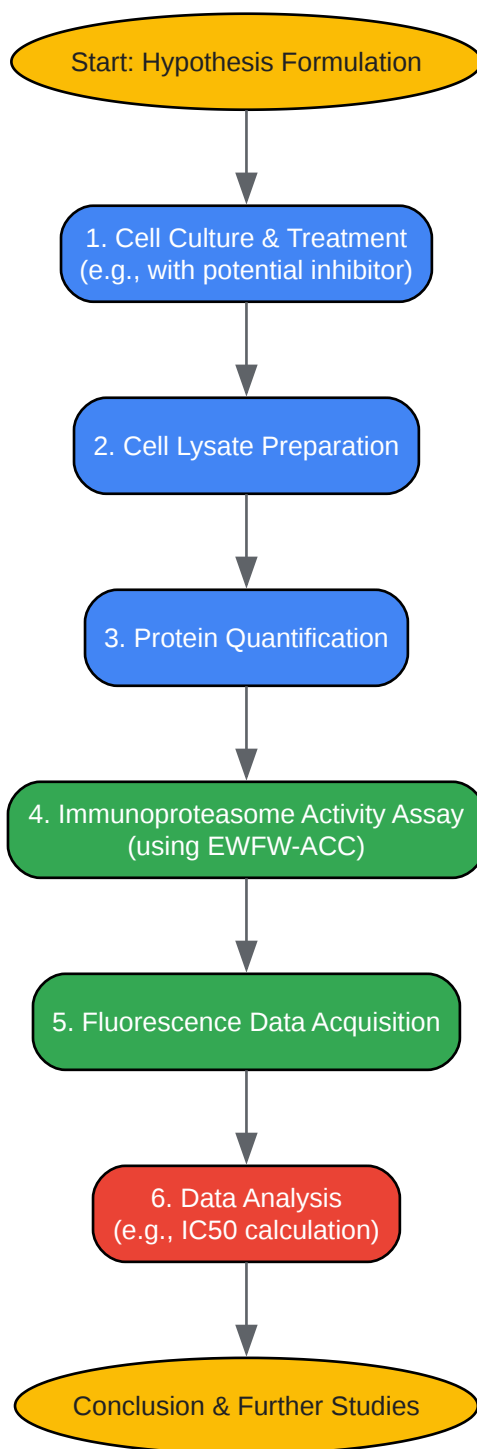 Start: Hypothesis Formulation
1. Cell Culture & Treatment
(e.g., with potential inhibitor)
2. Cell Lysate Preparation
3. Protein Quantification
4. Immunoproteasome Activity Assay
(using EWFW-ACC)
5. Fluorescence Data Acquisition
6. Data Analysis
(e.g., IC50 calculation)
Conclusion & Further Studies